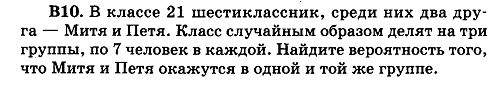 В10. В классе 21 шестиклассник, среди них два дру-
га — Митя и Петя. Класс случайным образом делят на три
группы, по 7 человек в каждой. Найдите вероятность того,
что Митя и Петя окажутся в одной и той же группе.